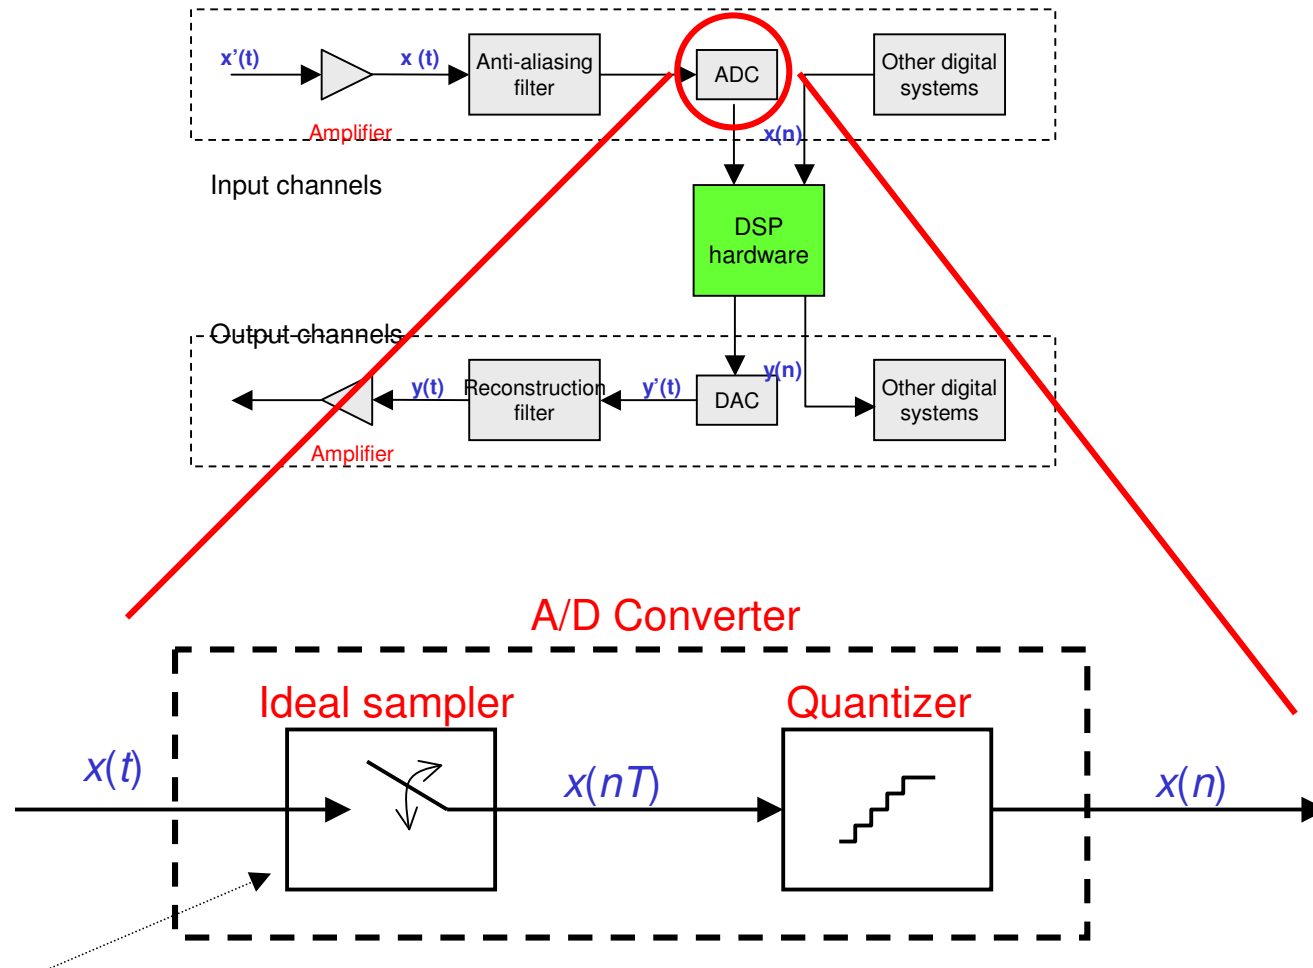 x'(t)
x (t)
Anti-aliasing
filter
ADC
Other digital
systems
Amplifier
x(n)
Input channels
DSP
hardware
Output channels
y(t)
Reconstruction
filter
y'(t)
DAC
y(n)
Other digital
systems
Amplifier
A/D Converter
Ideal sampler
Quantizer
x(t)
x(nT)
x(n)